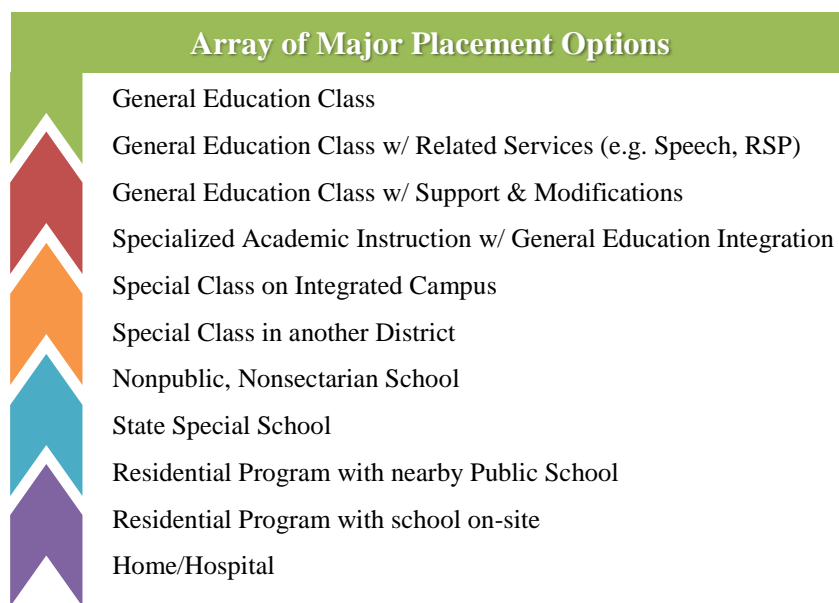 Array of Major Placement Options
General Education Class
General Education Class w/ Related Services (e.g. Speech, RSP)
General Education Class w/ Support & Modifications
Specialized Academic Instruction w/ General Education Integration
Special Class on Integrated Campus
Special Class in another District
Nonpublic, Nonsectarian School
State Special School
Residential Program with nearby Public School
Residential Program with school on-site
Home/Hospital